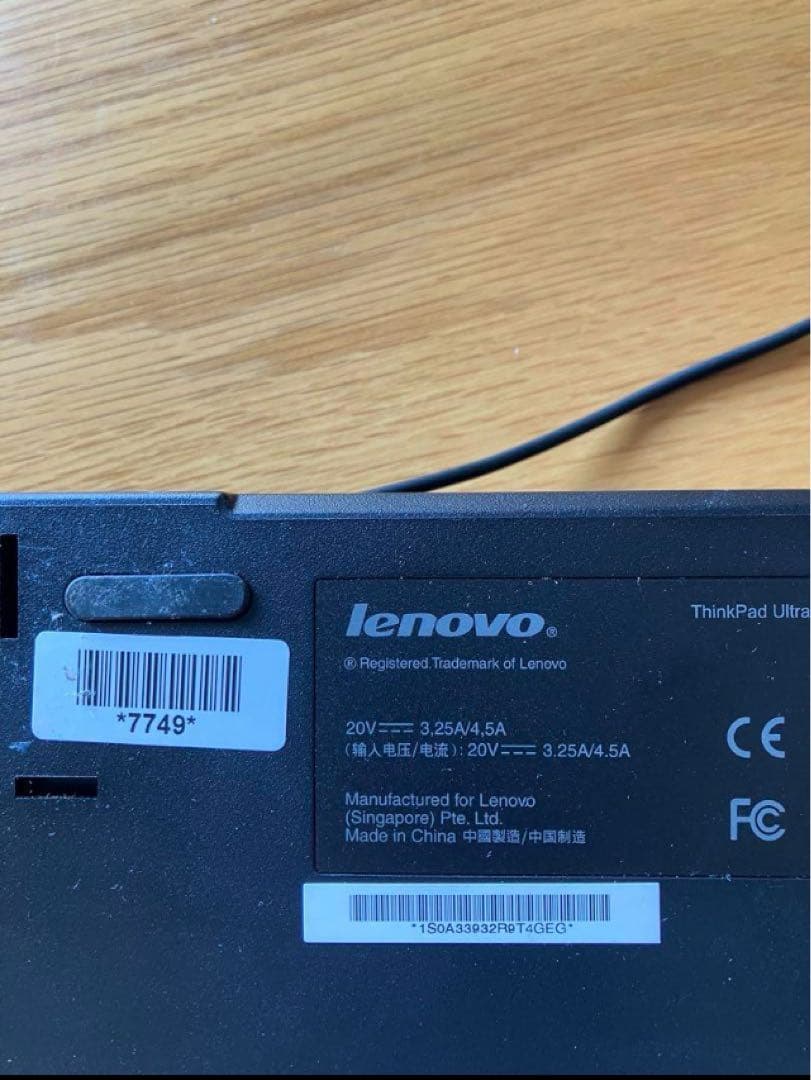 lenovo®
ThinkPad Ultra
® Registered Trademark of Lenovo
*7749*
20V⎓ 3.25A/4.5A
(输入电压/电流): 20V⎓ 3.25A/4.5A
CE
Manufactured for Lenovo
(Singapore) Pte. Ltd.
Made in China 中國製造/中国制造
FC
*1S0A33932R9T4GEG*